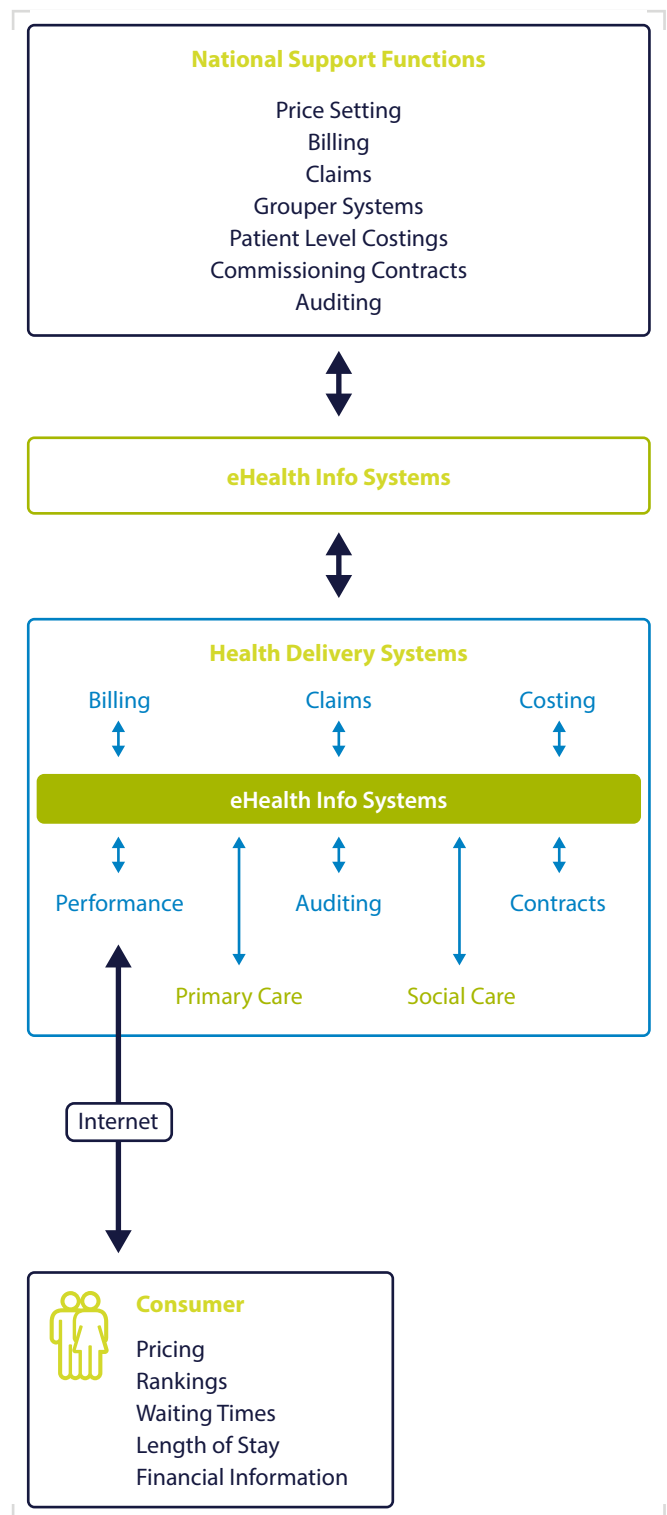 National Support Functions
Price Setting
Billing
Claims
Grouper Systems
Patient Level Costings
Commissioning Contracts
Auditing
eHealth Info Systems
Health Delivery Systems
Billing
Claims
Costing
eHealth Info Systems
Performance
Auditing
Contracts
Primary Care
Social Care
Internet
Consumer
Pricing
Rankings
Waiting Times
Length of Stay
Financial Information